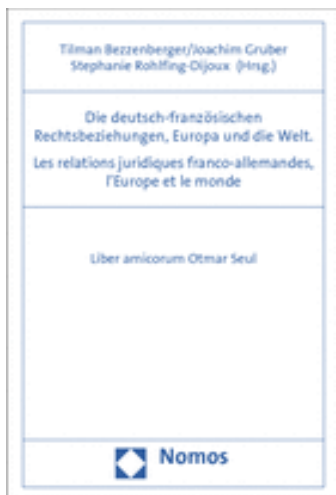 Tilman Bezzenberger/Joachim Gruber
Stephanie Rohlfing-Dijoux (Hrsg.)
Die deutsch-französischen
Rechtsbeziehungen, Europa und die Welt.
Les relations juridiques franco-allemandes,
l'Europe et le monde
Liber amicorum Otmar Seul
Nomos